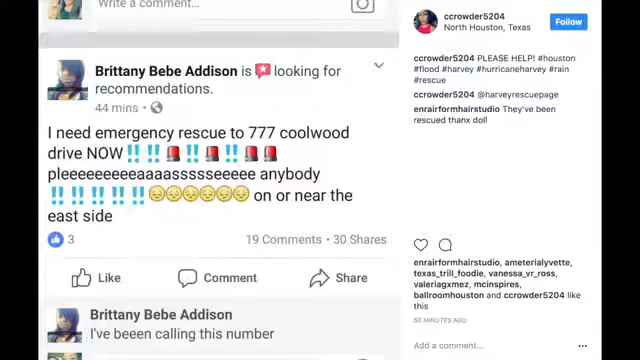 Write a comment...
Brittany Bebe Addison is looking for
recommendations.
44 mins •
I need emergency rescue to 777 coolwood
drive NOW‼️‼️🚨‼️🚨‼️🚨🚨
pleeeeeeeeeaaaassssseeeee anybody
‼️‼️‼️‼️‼️😔😔😔😔😔😔 on or near the
east side
3
19 Comments • 30 Shares
Like Comment Share
Brittany Bebe Addison
I've beeen calling this number
ccrowder5204
North Houston, Texas
Follow
ccrowder5204 PLEASE HELP! #houston
#flood #harvey #hurricaneharvey #rain
#rescue
ccrowder5204 @harveyrescuepage
enrairformhairstudio They've been
rescued thanx doll
enrairformhairstudio, ameterialyvette,
texas_trill_foodie, vanessa_vr_ross,
valeriagxmez, mcinspires,
ballroomhouston and ccrowder5204 like
this
50 MINUTES AGO
Add a comment...